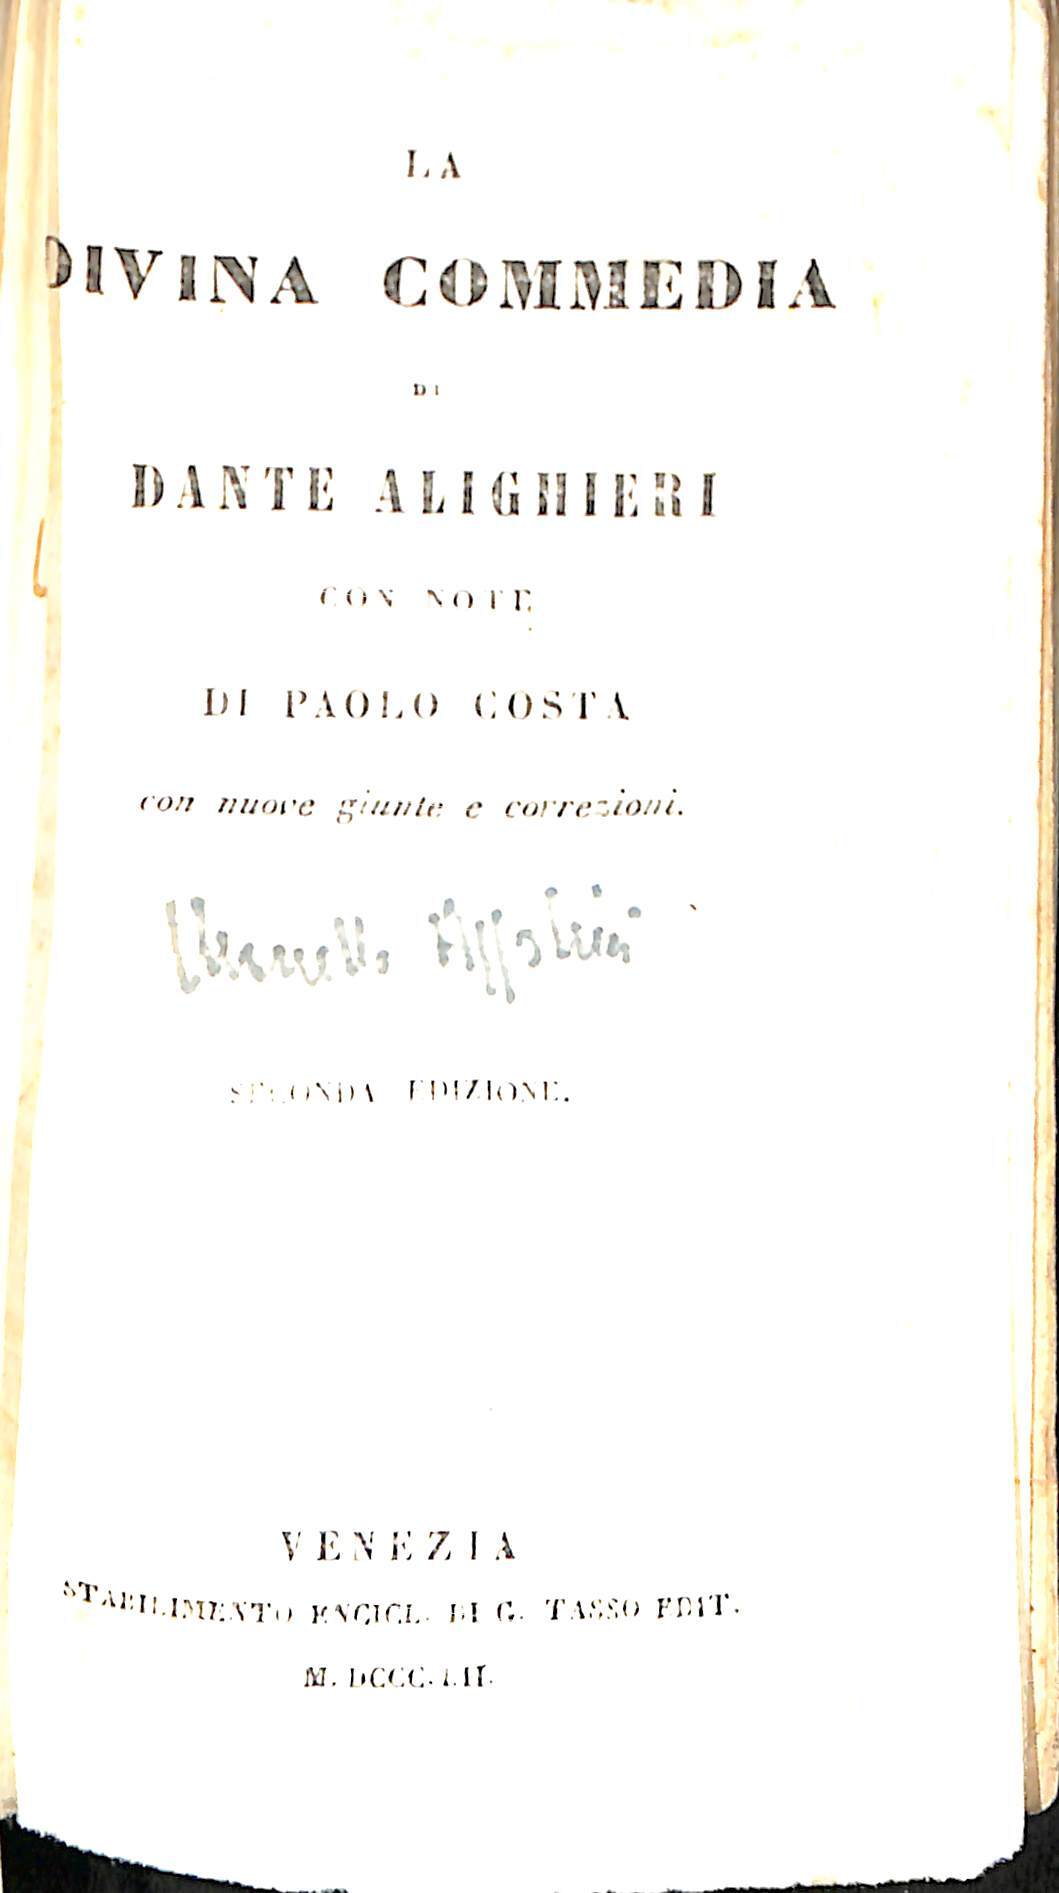 LA
DIVINA COMMEDIA
DI
DANTE ALIGHIERI
CON NOTE
DI PAOLO COSTA
con nuove giunte e correzioni.
SECONDA EDIZIONE.
VENEZIA
STABILIMENTO ENCICL. DI G. TASSO EDIT.
M. DCCC. LII.